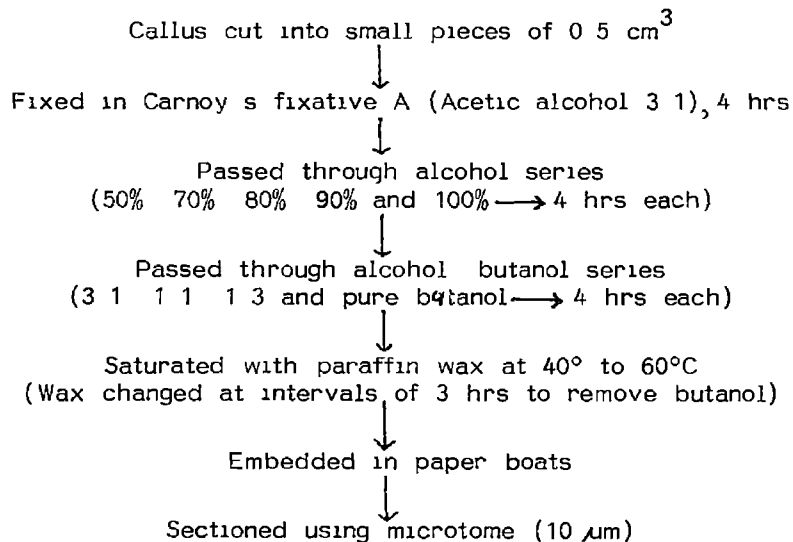 Callus cut into small pieces of 0 5 cm³
Fixed in Carnoy s fixative A (Acetic alcohol 3 1), 4 hrs
Passed through alcohol series
(50% 70% 80% 90% and 100% → 4 hrs each)
Passed through alcohol butanol series
(3 1 1 1 1 3 and pure butanol → 4 hrs each)
Saturated with paraffin wax at 40° to 60°C
(Wax changed at intervals of 3 hrs to remove butanol)
Embedded in paper boats
Sectioned using microtome (10 µm)